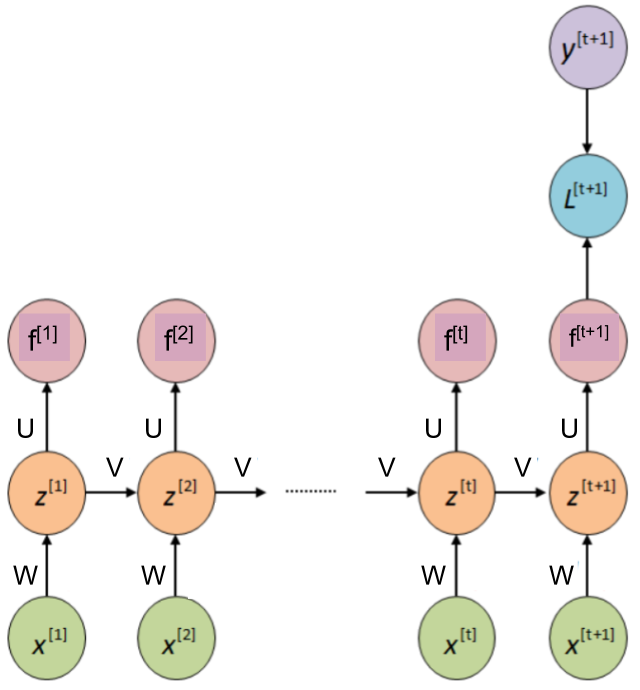 y[t+1]
L[t+1]
f[1] f[2] f[t] f[t+1]
U U U U
V V V V
z[1] z[2] ........... z[t] z[t+1]
W W W W
x[1] x[2] x[t] x[t+1]